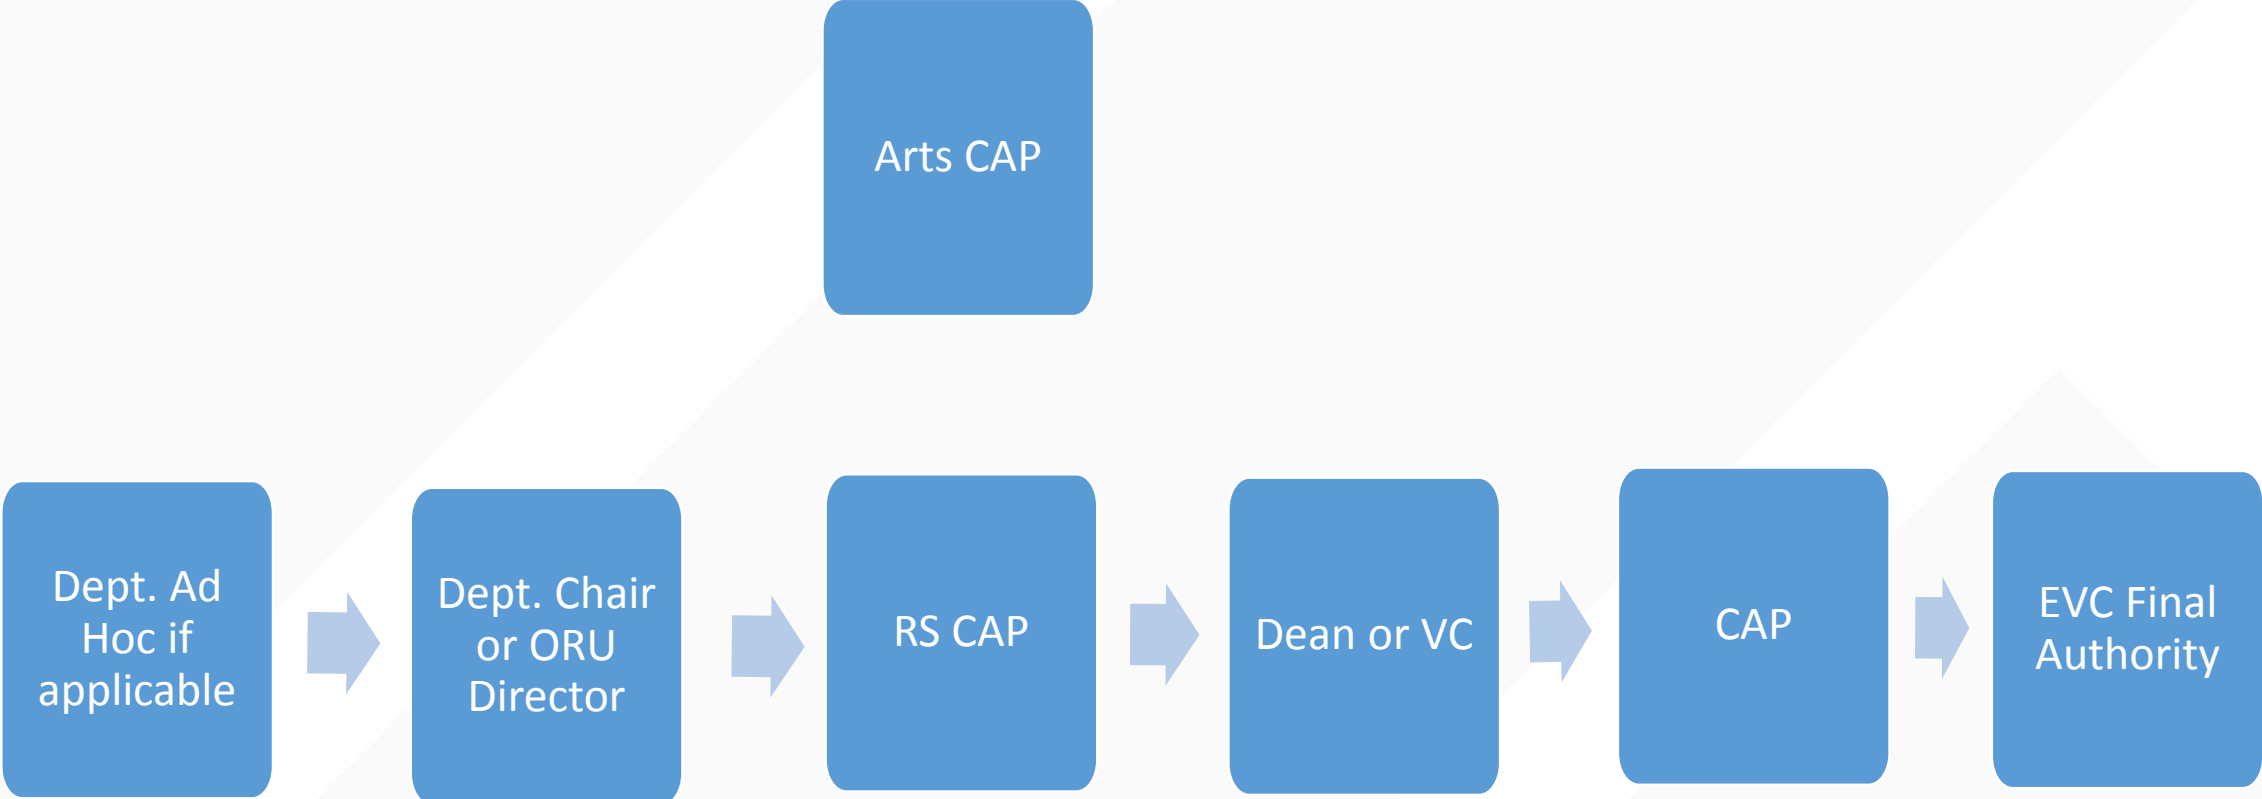 Arts CAP
Dept. Ad
Hoc if
applicable
Dept. Chair
or ORU
Director
RS CAP
Dean or VC
CAP
EVC Final
Authority